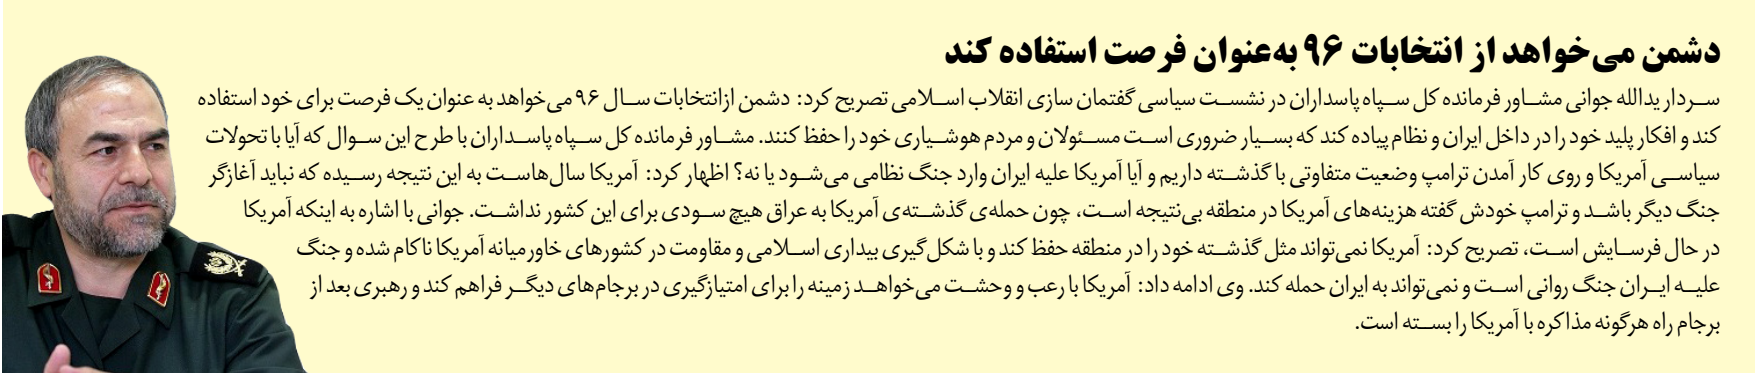 دشمن می‌خواهد از انتخابات ۹۶ به‌عنوان فرصت استفاده کند
سردار یدالله جوانی مشاور فرمانده کل سپاه پاسداران در نشست سیاسی گفتمان سازی انقلاب اسلامی تصریح کرد: دشمن ازانتخابات سال ۹۶ می‌خواهد به عنوان یک فرصت برای خود استفاده
کند و افکار پلید خود را در داخل ایران و نظام پیاده کند که بسیار ضروری است مسئولان و مردم هوشیاری خود را حفظ کنند. مشاور فرمانده کل سپاه پاسداران با طرح این سوال که آیا با تحولات
سیاسی آمریکا و روی کار آمدن ترامپ وضعیت متفاوتی با گذشته داریم و آیا آمریکا علیه ایران وارد جنگ نظامی می‌شود یا نه؟ اظهار کرد: آمریکا سال‌هاست به این نتیجه رسیده که نباید آغازگر
جنگ دیگر باشد و ترامپ خودش گفته هزینه‌های آمریکا در منطقه بی‌نتیجه است، چون حمله‌ی گذشته‌ی آمریکا به عراق هیچ سودی برای این کشور نداشت. جوانی با اشاره به اینکه آمریکا
در حال فرسایش است، تصریح کرد: آمریکا نمی‌تواند مثل گذشته خود را در منطقه حفظ کند و با شکل‌گیری بیداری اسلامی و مقاومت در کشورهای خاورمیانه آمریکا ناکام شده و جنگ
علیه ایران جنگ روانی است و نمی‌تواند به ایران حمله کند. وی ادامه داد: آمریکا با رعب و وحشت می‌خواهد زمینه را برای امتیازگیری در برجام‌های دیگر فراهم کند و رهبری بعد از
برجام راه هرگونه مذاکره با آمریکا را بسته است.